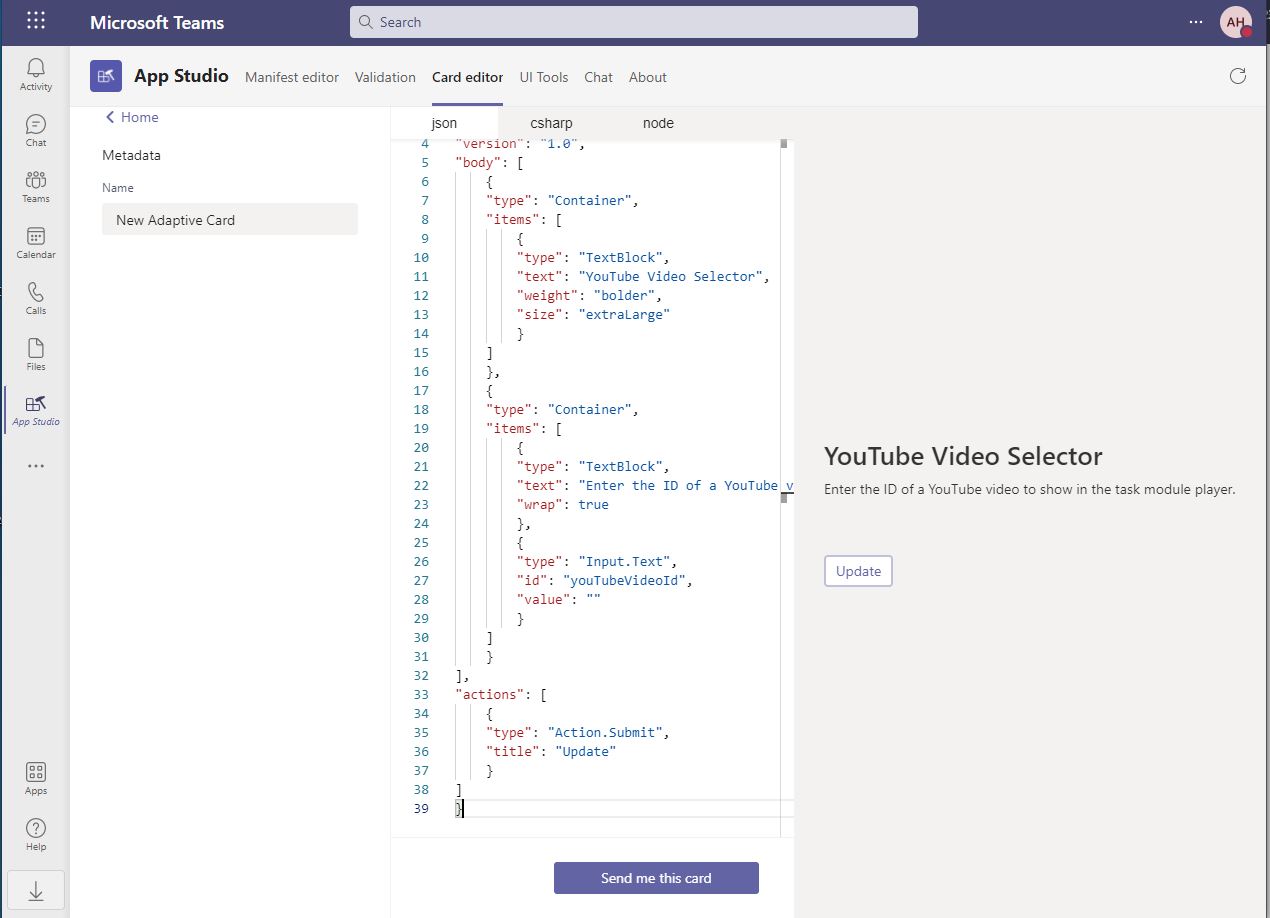 Microsoft Teams
Search
AH
Activity
Chat
Teams
Calendar
Calls
Files
App Studio
Apps
Help
App Studio
Manifest editor
Validation
Card editor
UI Tools
Chat
About
Home
Metadata
Name
New Adaptive Card
json
csharp
node
4 "version": "1.0",
5 "body": [
6 {
7 "type": "Container",
8 "items": [
9 {
10 "type": "TextBlock",
11 "text": "YouTube Video Selector",
12 "weight": "bolder",
13 "size": "extraLarge"
14 }
15 ]
16 },
17 {
18 "type": "Container",
19 "items": [
20 {
21 "type": "TextBlock",
22 "text": "Enter the ID of a YouTube v
23 "wrap": true
24 },
25 {
26 "type": "Input.Text",
27 "id": "youTubeVideoId",
28 "value": ""
29 }
30 ]
31 }
32 ],
33 "actions": [
34 {
35 "type": "Action.Submit",
36 "title": "Update"
37 }
38 ]
39 }
Send me this card
YouTube Video Selector
Enter the ID of a YouTube video to show in the task module player.
Update